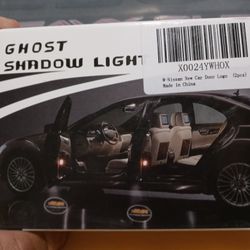 GHOST
SHADOW LIGHT
X0024YWHOX
W-Nissan New Car Door Logo (2pcs)
Made in China